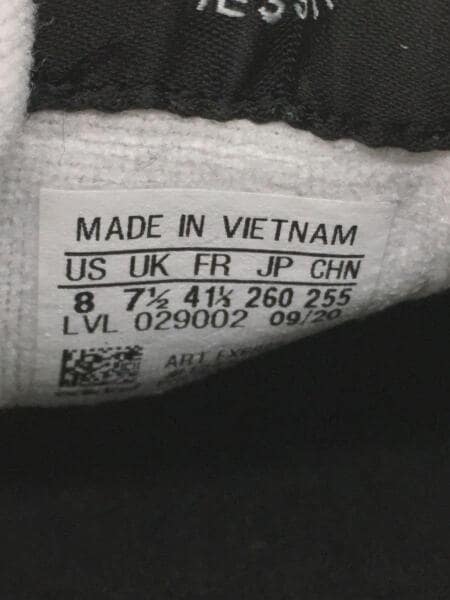 MADE IN VIETNAM
US UK FR JP CHN
8 7½ 41⅓ 260 255
LVL 029002 09/20
ART